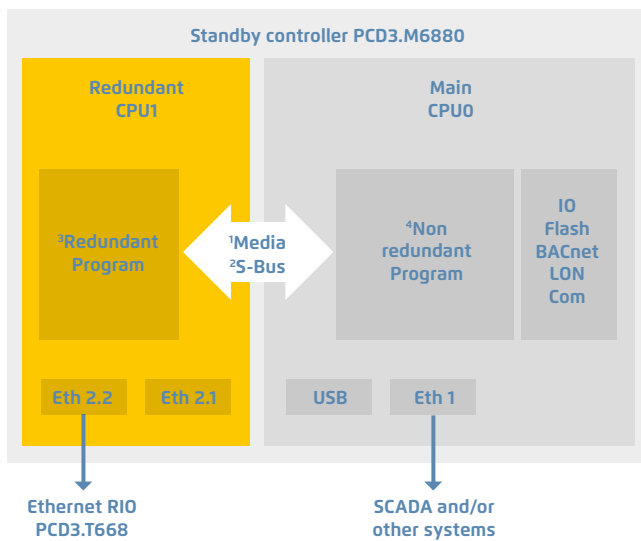 Standby controller PCD3.M6880
Redundant
CPU1
Main
CPU0
³Redundant
Program
¹Media
²S-Bus
⁴Non
redundant
Program
IO
Flash
BACnet
LON
Com
Eth 2.2
Eth 2.1
USB
Eth 1
Ethernet RIO
PCD3.T668
SCADA and/or
other systems